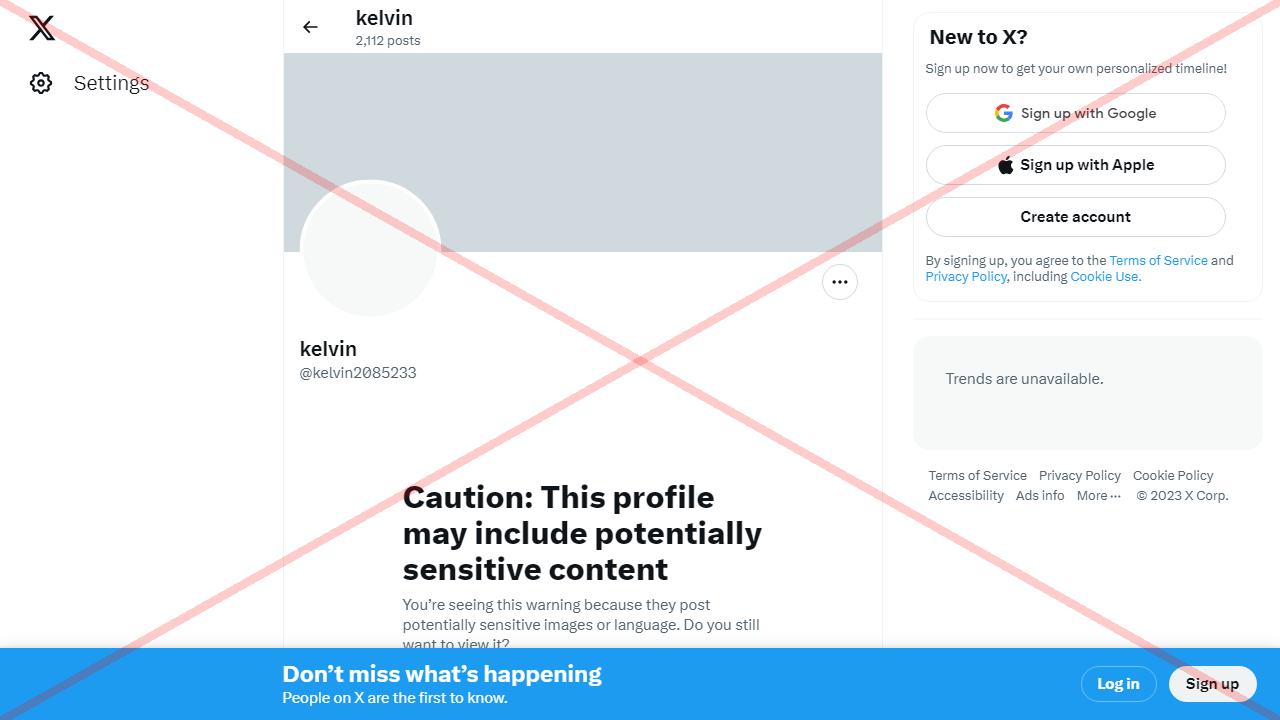 Settings
kelvin
2,112 posts
kelvin
@kelvin2085233
Caution: This profile
may include potentially
sensitive content
You're seeing this warning because they post
potentially sensitive images or language. Do you still
want to view it?
New to X?
Sign up now to get your own personalized timeline!
Sign up with Google
Sign up with Apple
Create account
By signing up, you agree to the Terms of Service and
Privacy Policy, including Cookie Use.
Trends are unavailable.
Terms of Service Privacy Policy Cookie Policy
Accessibility Ads info More ··· © 2023 X Corp.
Don't miss what's happening
People on X are the first to know.
Log in
Sign up